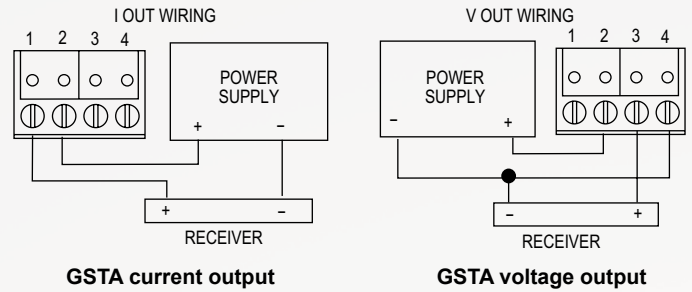 I OUT WIRING
1 2 3 4
POWER
SUPPLY
+ –
+ –
RECEIVER
GSTA current output
V OUT WIRING
1 2 3 4
POWER
SUPPLY
– +
– +
RECEIVER
GSTA voltage output